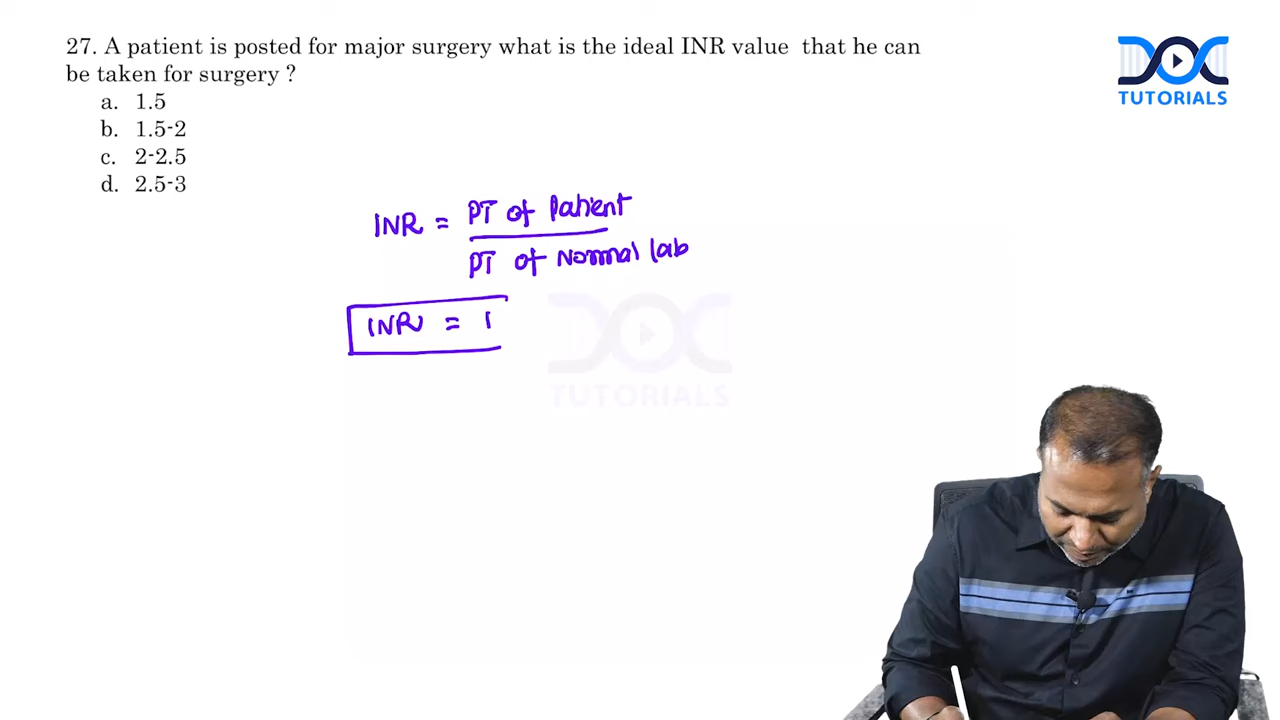 27. A patient is posted for major surgery what is the ideal INR value that he can
be taken for surgery ?
a. 1.5
b. 1.5-2
c. 2-2.5
d. 2.5-3
DOC
TUTORIALS
INR = PT of Patient
PT of Normal lab
INR = 1
DOC
TUTORIALS